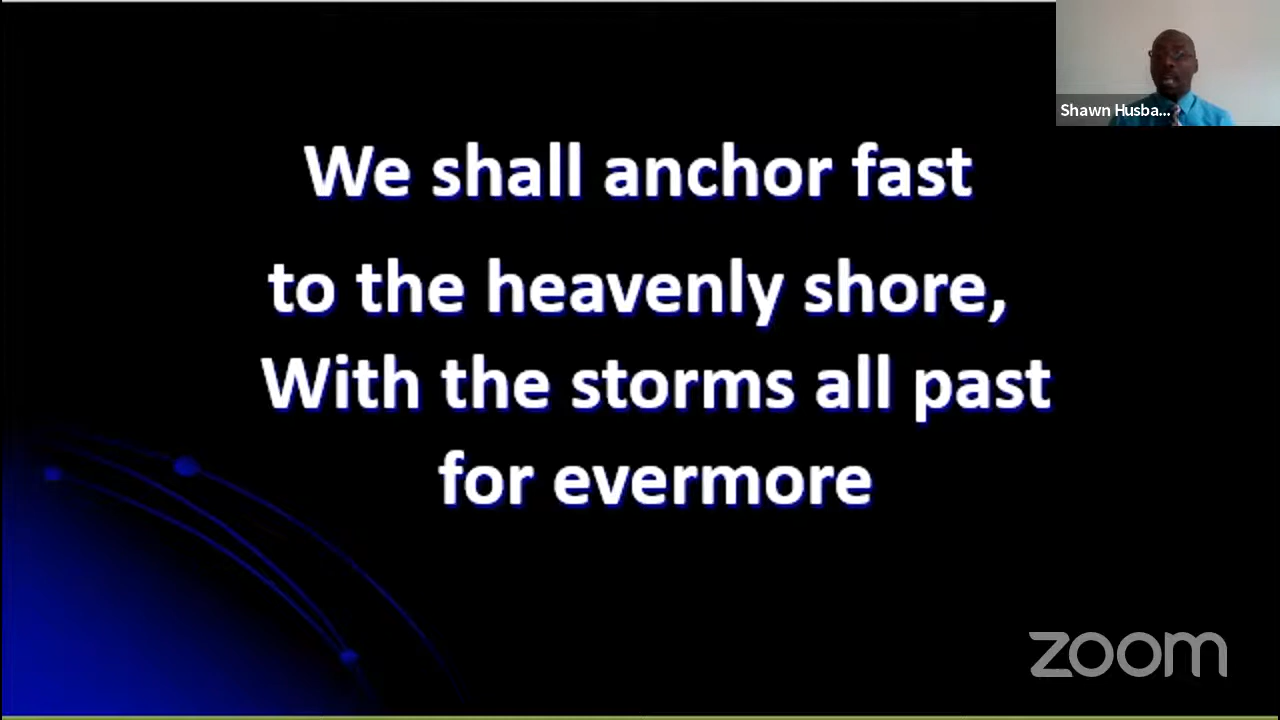 Shawn Husba...
We shall anchor fast
to the heavenly shore,
With the storms all past
for evermore
zoom